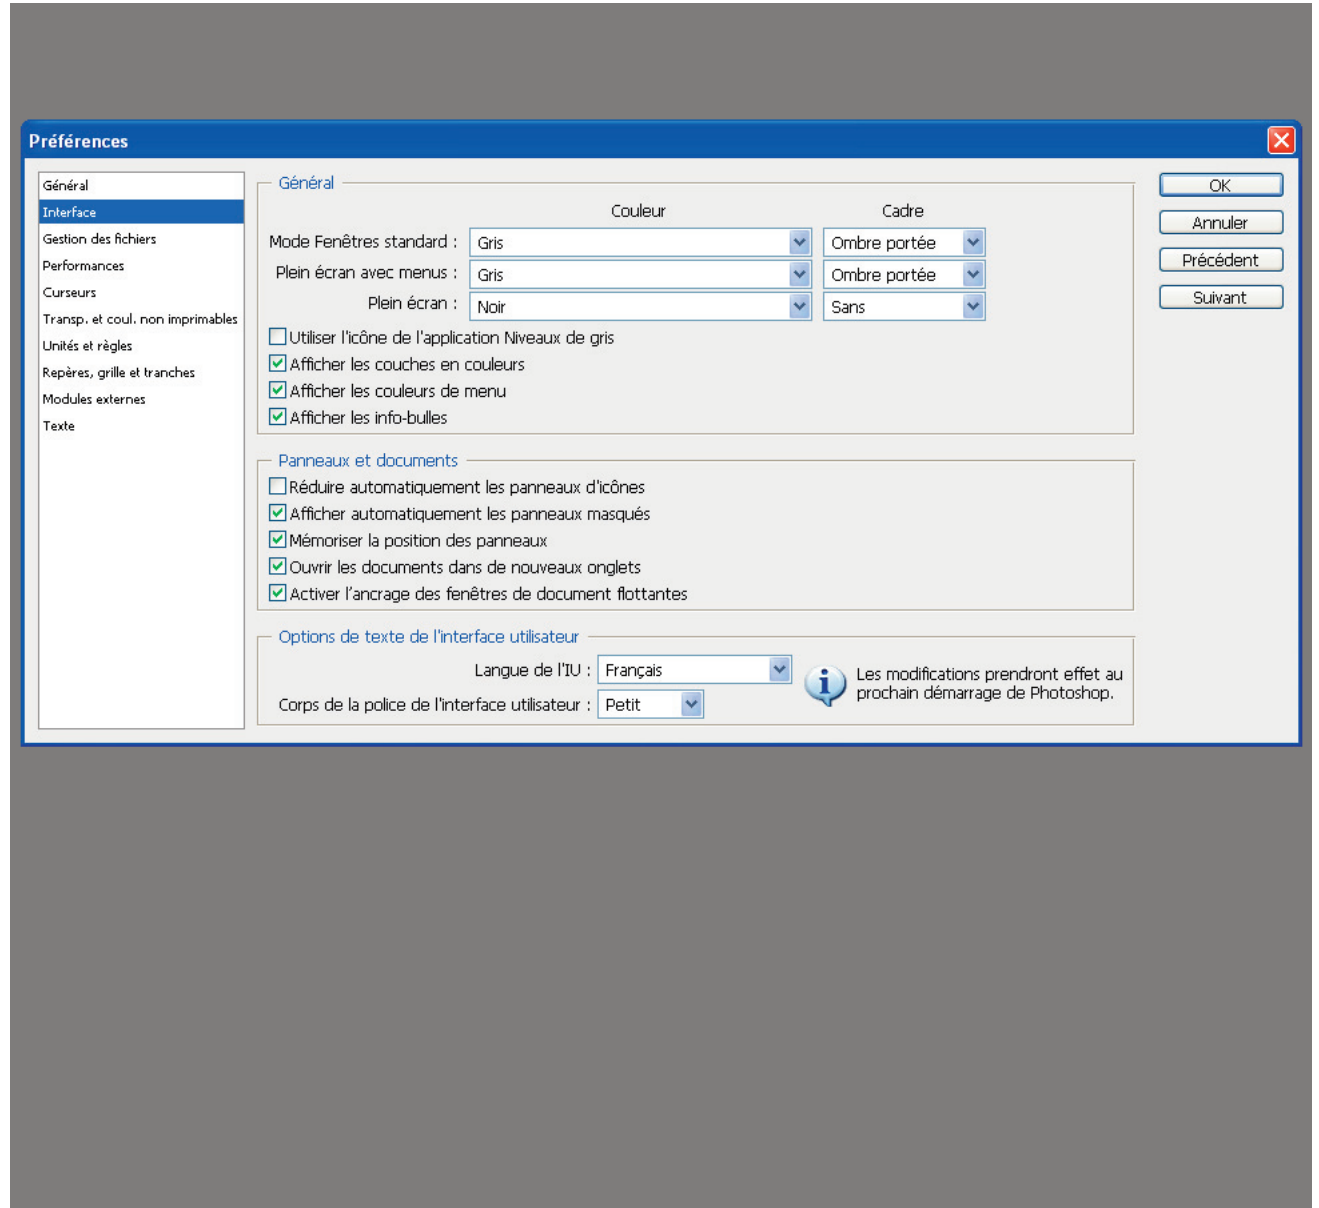 Préférences
Général
Interface
Gestion des fichiers
Performances
Curseurs
Transp. et coul. non imprimables
Unités et règles
Repères, grille et tranches
Modules externes
Texte
Général
Couleur Cadre
Mode Fenêtres standard : Gris Ombre portée
Plein écran avec menus : Gris Ombre portée
Plein écran : Noir Sans
Utiliser l'icône de l'application Niveaux de gris
Afficher les couches en couleurs
Afficher les couleurs de menu
Afficher les info-bulles
Panneaux et documents
Réduire automatiquement les panneaux d'icônes
Afficher automatiquement les panneaux masqués
Mémoriser la position des panneaux
Ouvrir les documents dans de nouveaux onglets
Activer l'ancrage des fenêtres de document flottantes
Options de texte de l'interface utilisateur
Langue de l'IU : Français
Corps de la police de l'interface utilisateur : Petit
Les modifications prendront effet au
prochain démarrage de Photoshop.
OK
Annuler
Précédent
Suivant